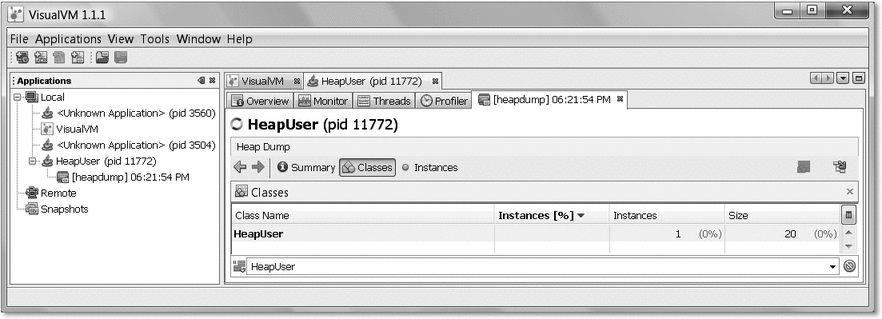 VisualVM 1.1.1
File Applications View Tools Window Help
Applications
Local
<Unknown Application> (pid 3560)
VisualVM
<Unknown Application> (pid 3504)
HeapUser (pid 11772)
[heapdump] 06:21:54 PM
Remote
Snapshots
VisualVM HeapUser (pid 11772)
Overview Monitor Threads Profiler [heapdump] 06:21:54 PM
HeapUser (pid 11772)
Heap Dump
Summary Classes Instances
Classes
Class Name Instances [%] Instances Size
HeapUser 1 (0%) 20 (0%)
HeapUser